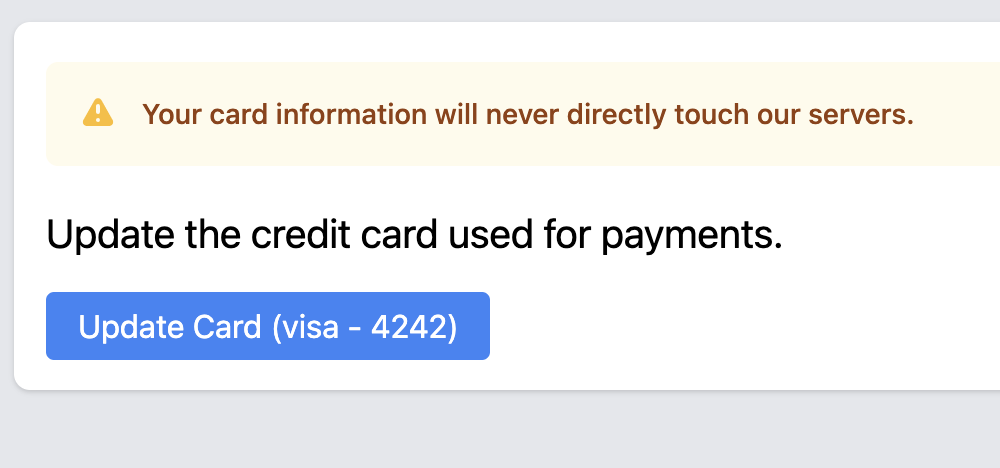 Your card information will never directly touch our servers.
Update the credit card used for payments.
Update Card (visa - 4242)